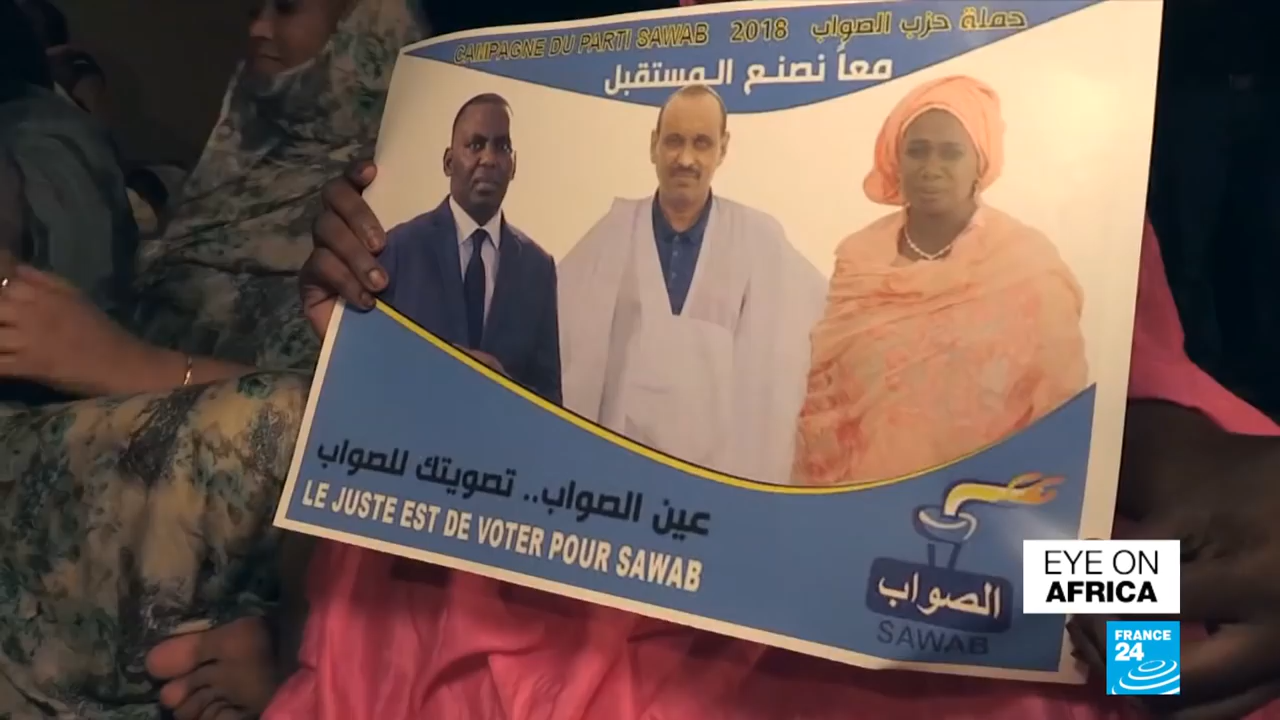 CAMPAGNE DU PARTI SAWAB 2018 حملة حزب الصواب
معاً نصنع المستقبل
عين الصواب.. تصويتك للصواب
LE JUSTE EST DE VOTER POUR SAWAB
الصواب
SAWAB
EYE ON
AFRICA
FRANCE
24